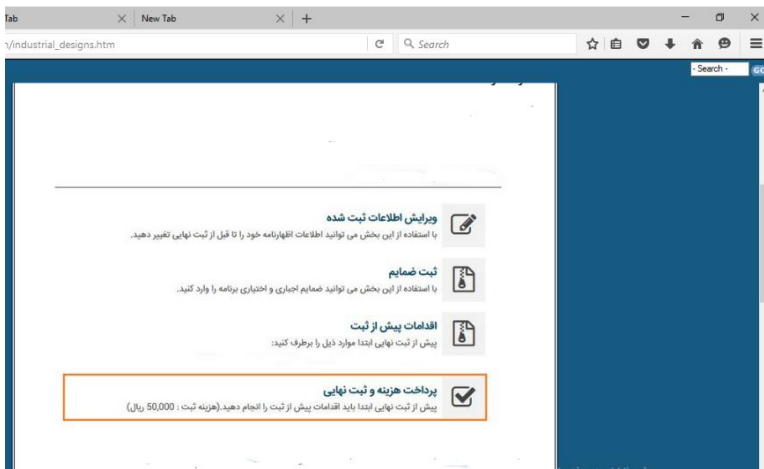 Tab
New Tab
n/industrial_designs.htm
Search
- Search -
GO
ویرایش اطلاعات ثبت شده
با استفاده از این بخش می توانید اطلاعات اظهارنامه خود را تا قبل از ثبت نهایی تغییر دهید.
ثبت ضمایم
با استفاده از این بخش می توانید ضمایم اجباری و اختیاری برنامه را وارد کنید.
اقدامات پیش از ثبت
پیش از ثبت نهایی ابتدا موارد ذیل را برطرف کنید:
پرداخت هزینه و ثبت نهایی
پیش از ثبت نهایی ابتدا باید اقدامات پیش از ثبت را انجام دهید.(هزینه ثبت : 50,000 ریال)